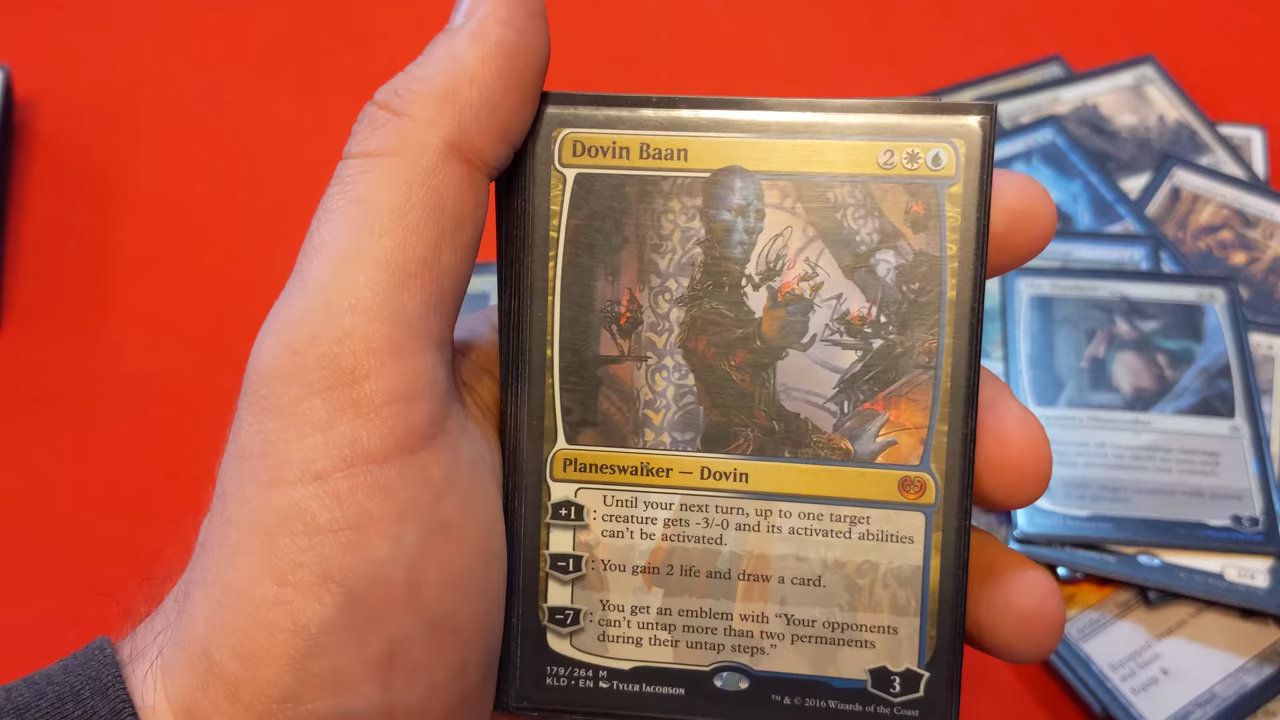 Dovin Baan 2
Planeswalker — Dovin
+1 : Until your next turn, up to one target
creature gets -3/-0 and its activated abilities
can't be activated.
−1 : You gain 2 life and draw a card.
−7 : You get an emblem with "Your opponents
can't untap more than two permanents
during their untap steps."
3
179/264 M
KLD • EN Tyler Jacobson
™ & © 2016 Wizards of the Coast